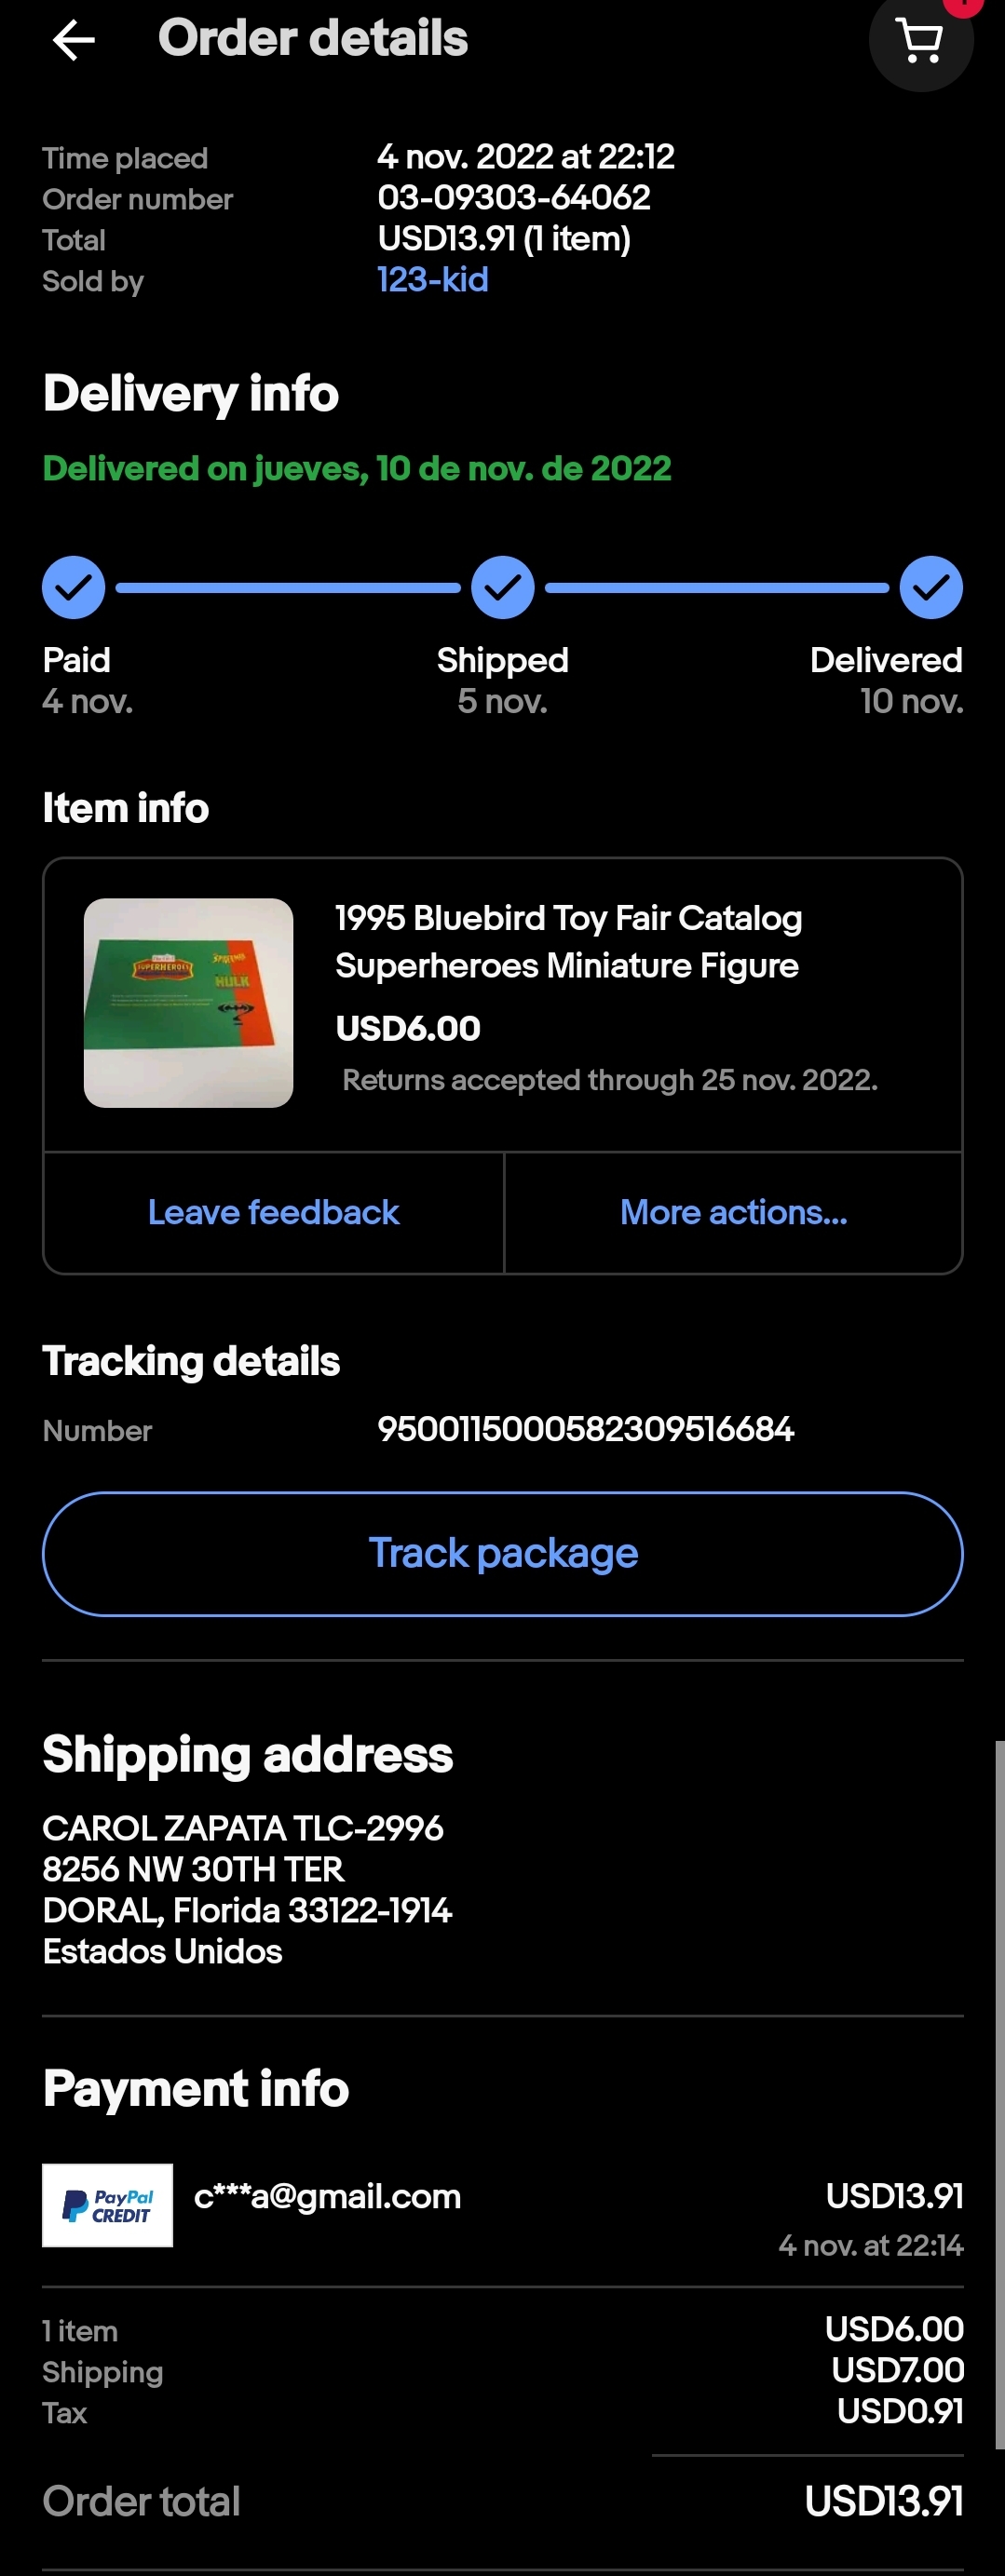 Order details
Time placed 4 nov. 2022 at 22:12
Order number 03-09303-64062
Total USD13.91 (1 item)
Sold by 123-kid
Delivery info
Delivered on jueves, 10 de nov. de 2022
Paid Shipped Delivered
4 nov. 5 nov. 10 nov.
Item info
1995 Bluebird Toy Fair Catalog
Superheroes Miniature Figure
USD6.00
Returns accepted through 25 nov. 2022.
SUPERHEROES
HULK
Leave feedback More actions...
Tracking details
Number 9500115000582309516684
Track package
Shipping address
CAROL ZAPATA TLC-2996
8256 NW 30TH TER
DORAL, Florida 33122-1914
Estados Unidos
Payment info
PayPal
CREDIT
c***a@gmail.com USD13.91
4 nov. at 22:14
1 item USD6.00
Shipping USD7.00
Tax USD0.91
Order total USD13.91